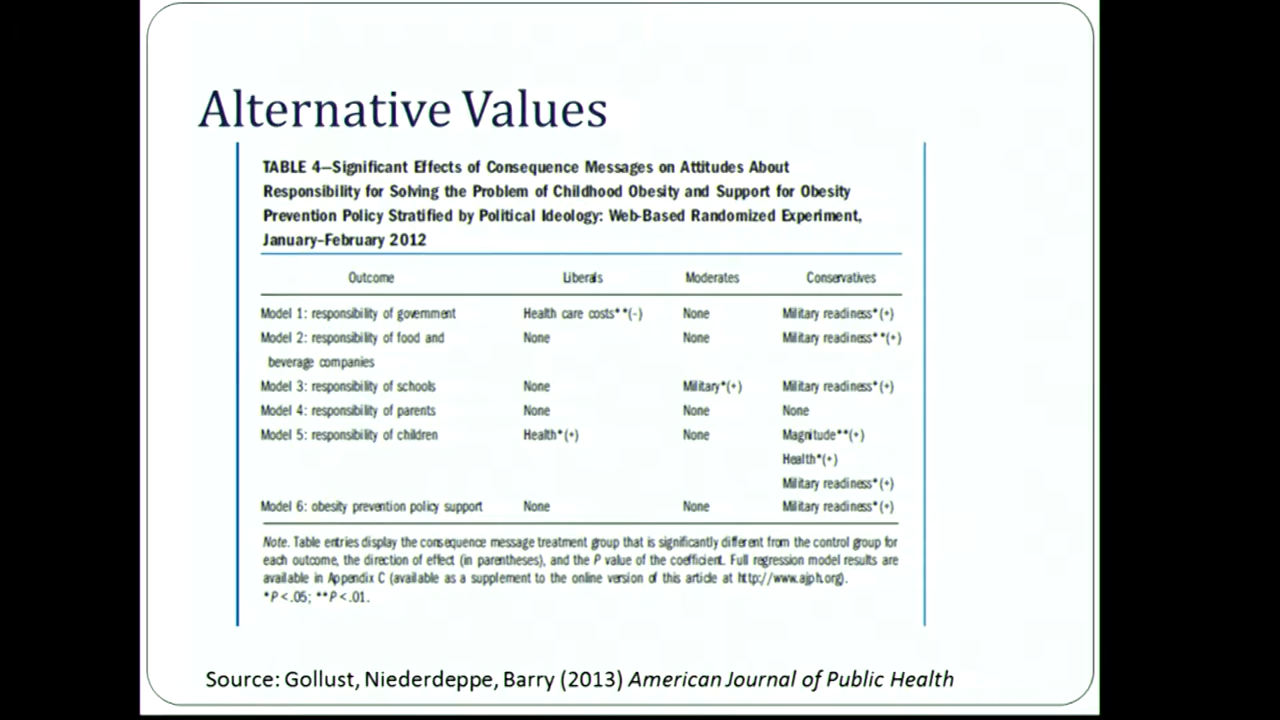 Alternative Values
TABLE 4—Significant Effects of Consequence Messages on Attitudes About
Responsibility for Solving the Problem of Childhood Obesity and Support for Obesity
Prevention Policy Stratified by Political Ideology: Web-Based Randomized Experiment,
January–February 2012
Outcome Liberals Moderates Conservatives
Model 1: responsibility of government Health care costs**(-) None Military readiness*(+)
Model 2: responsibility of food and None None Military readiness**(+)
beverage companies
Model 3: responsibility of schools None Military*(+) Military readiness*(+)
Model 4: responsibility of parents None None None
Model 5: responsibility of children Health*(+) None Magnitude**(+)
Health*(+)
Military readiness*(+)
Model 6: obesity prevention policy support None None Military readiness*(+)
Note. Table entries display the consequence message treatment group that is significantly different from the control group for
each outcome, the direction of effect (in parentheses), and the P value of the coefficient. Full regression model results are
available in Appendix C (available as a supplement to the online version of this article at http://www.ajph.org).
*P<.05; **P<.01.
Source: Gollust, Niederdeppe, Barry (2013) American Journal of Public Health